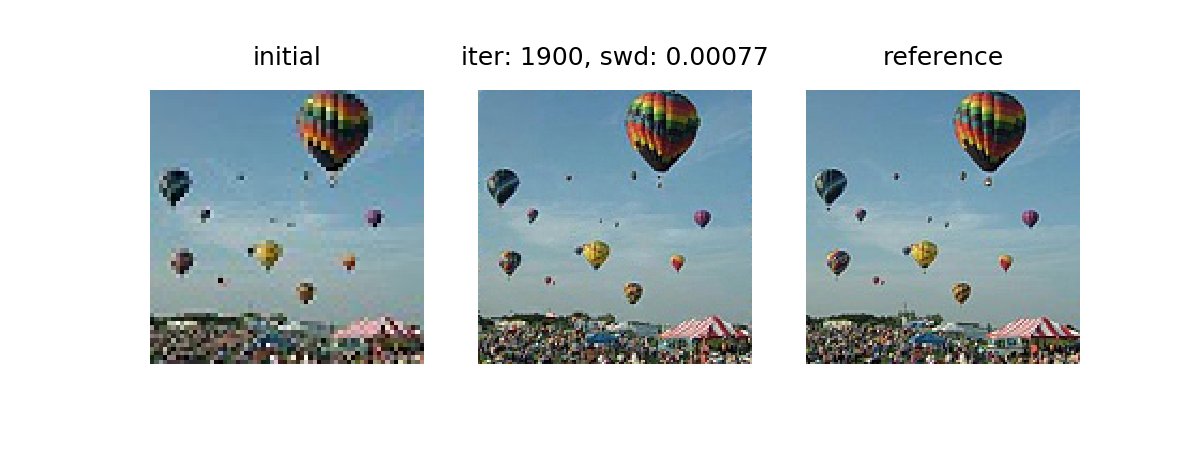 initial
iter: 1900, swd: 0.00077
reference